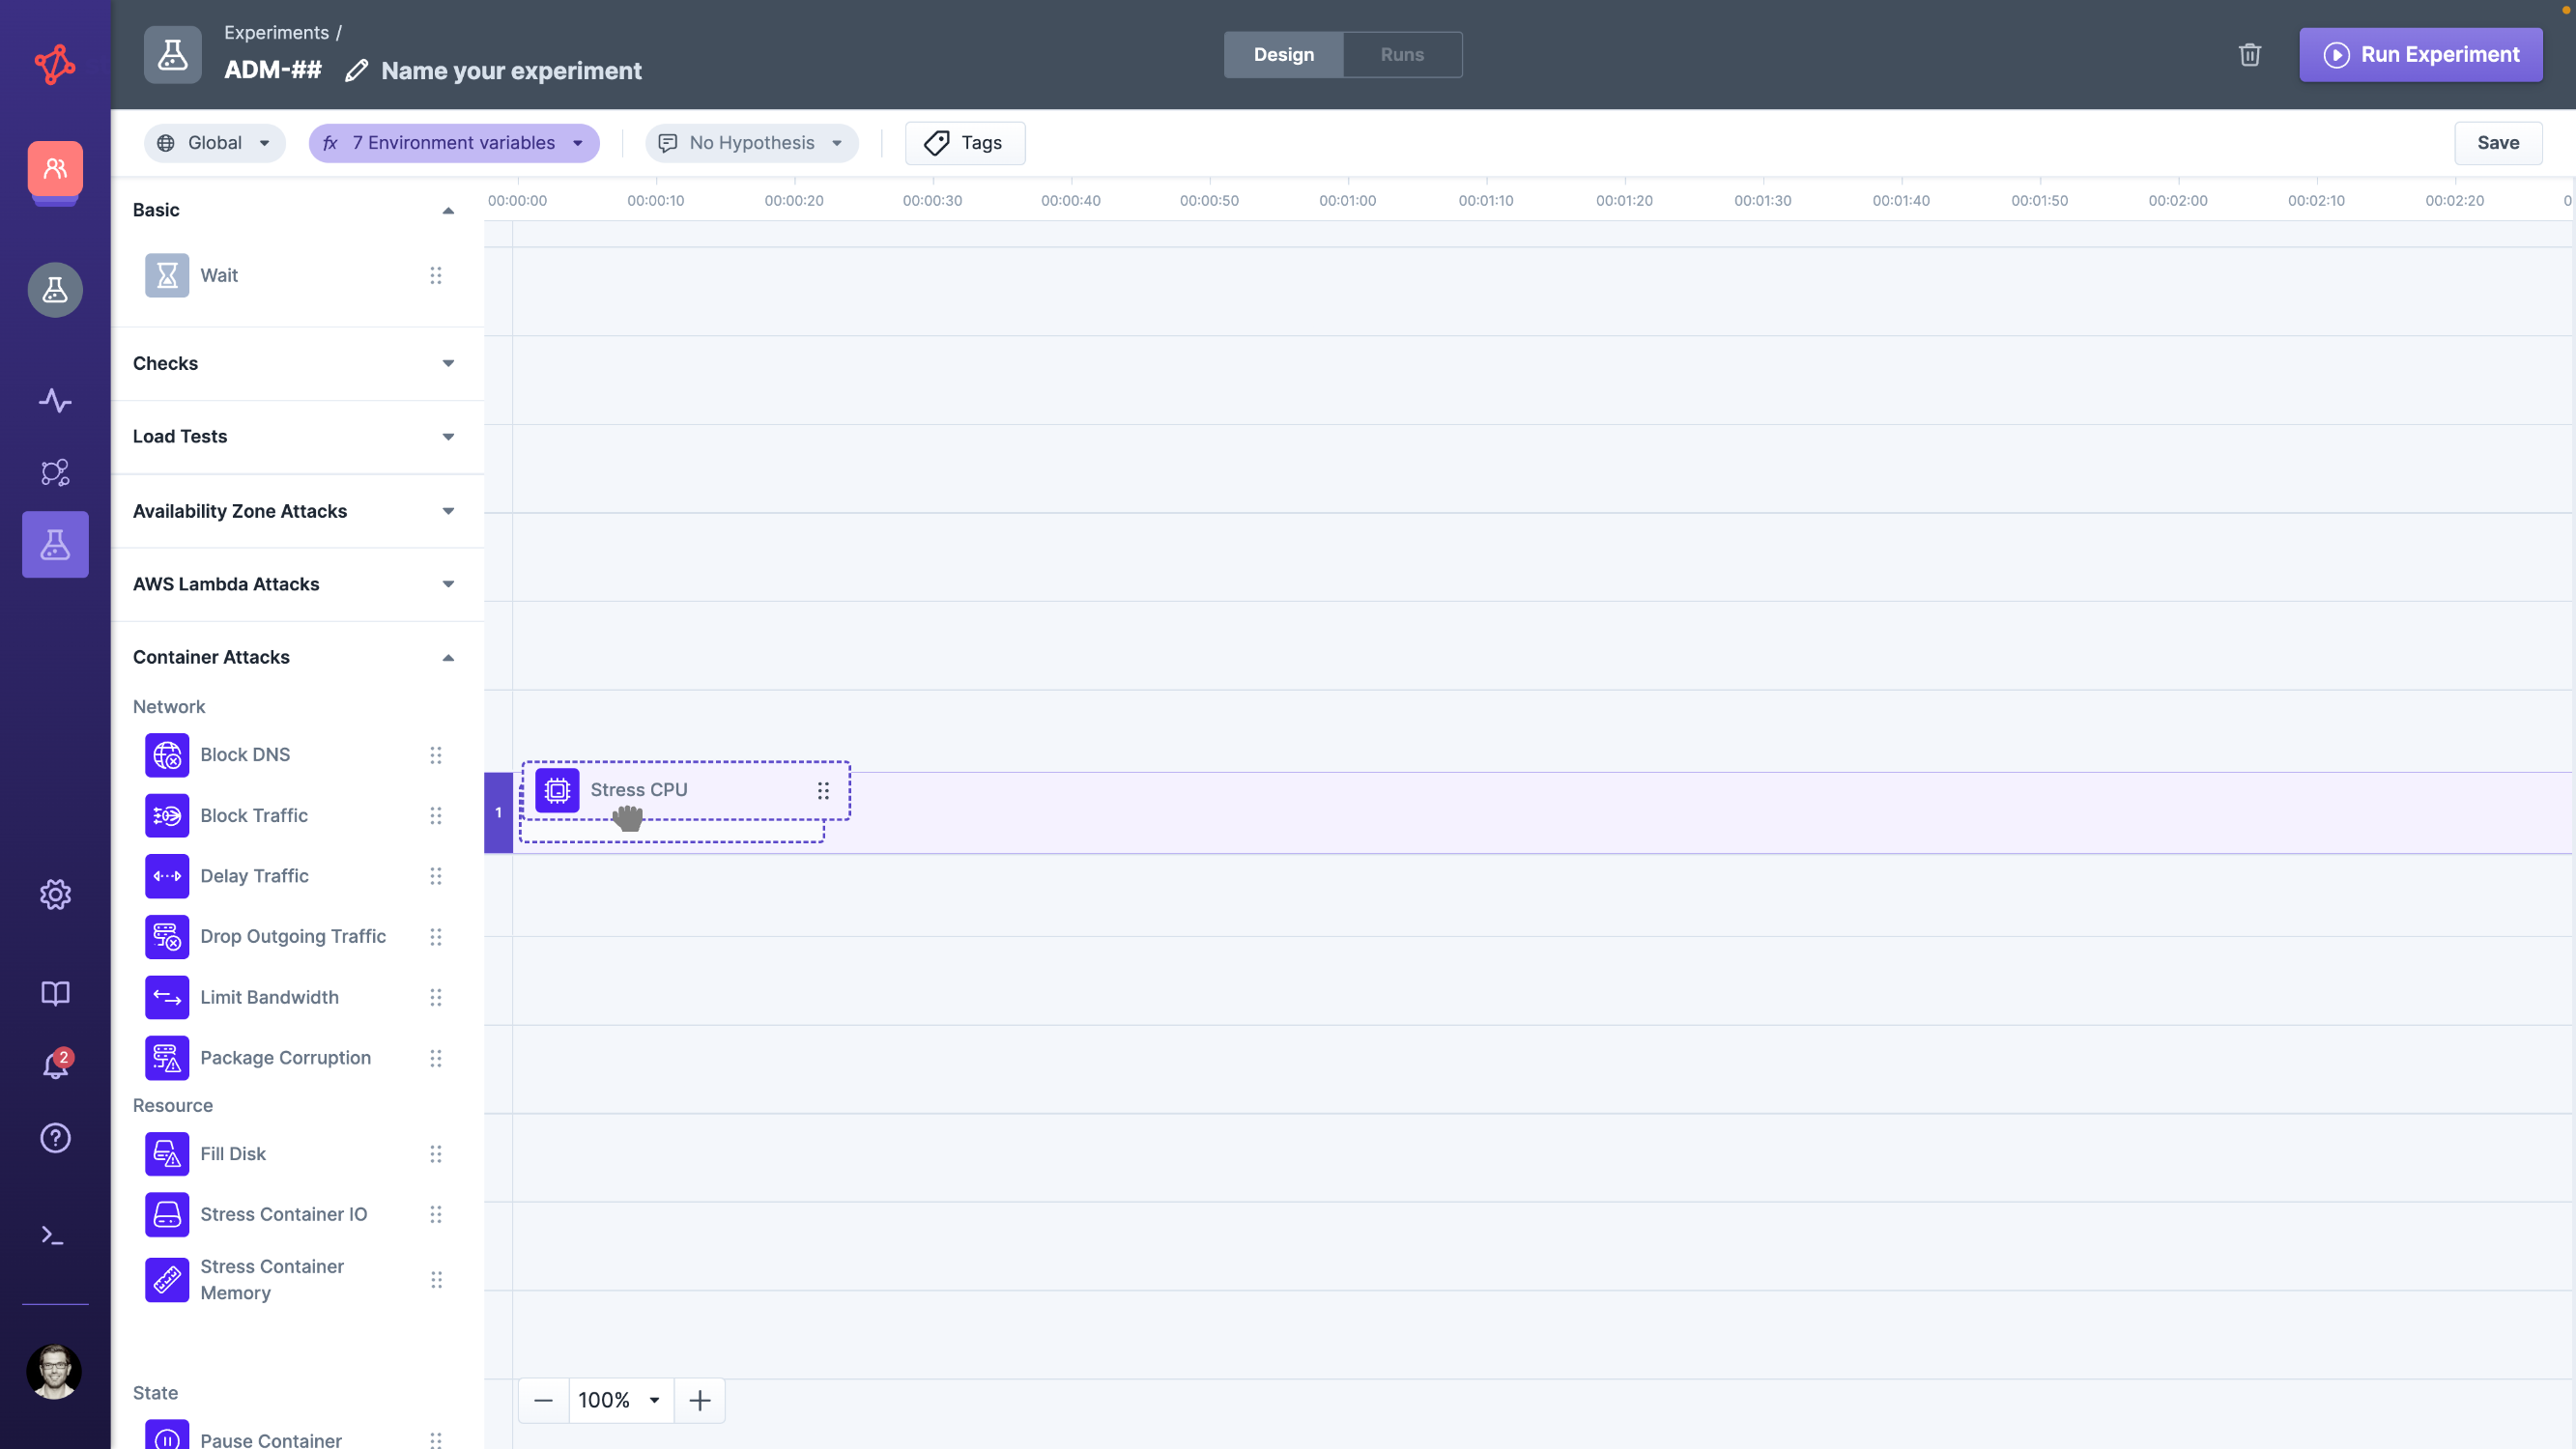 Experiments /
ADM-## Name your experiment
Design Runs
Run Experiment
Global
fx 7 Environment variables
No Hypothesis
Tags
Save
00:00:00 00:00:10 00:00:20 00:00:30 00:00:40 00:00:50 00:01:00 00:01:10 00:01:20 00:01:30 00:01:40 00:01:50 00:02:00 00:02:10 00:02:20 0
Basic
Wait
Checks
Load Tests
Availability Zone Attacks
AWS Lambda Attacks
Container Attacks
Network
Block DNS
Block Traffic
Delay Traffic
Drop Outgoing Traffic
Limit Bandwidth
Package Corruption
Resource
Fill Disk
Stress Container IO
Stress Container
Memory
State
Pause Container
1
Stress CPU
2
100%